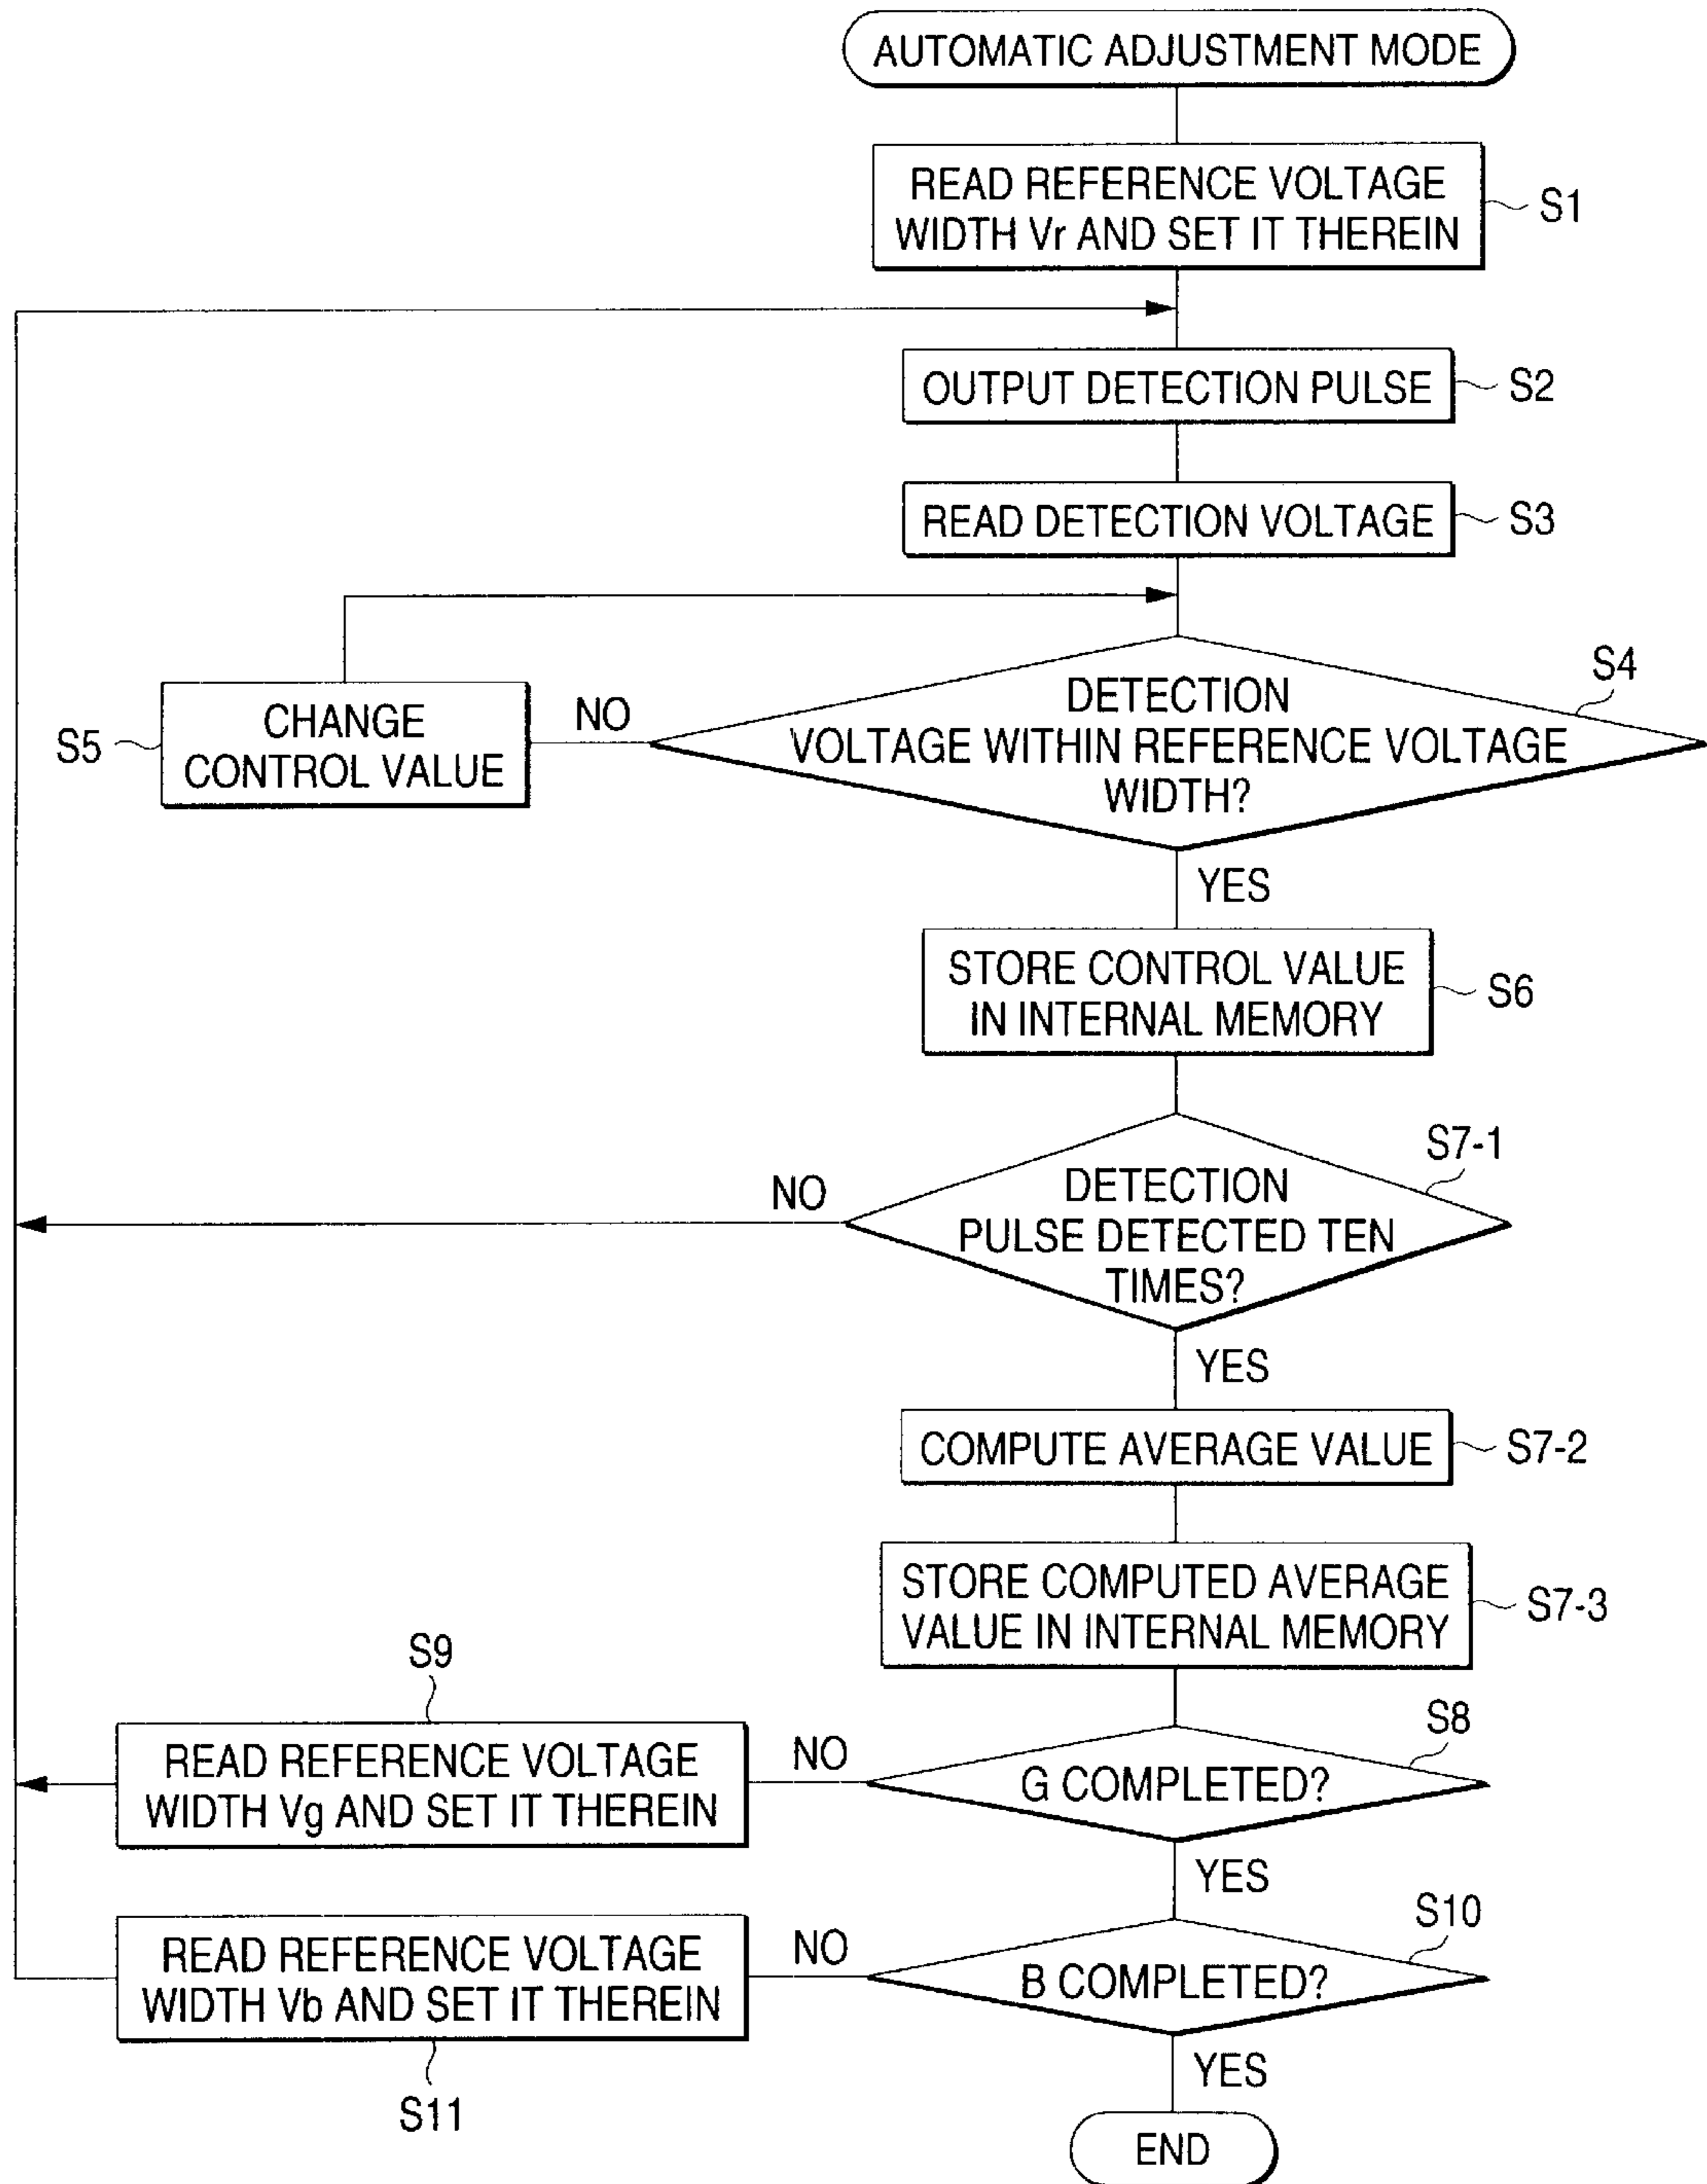 AUTOMATIC ADJUSTMENT MODE
READ REFERENCE VOLTAGE
WIDTH Vr AND SET IT THEREIN
S1
OUTPUT DETECTION PULSE
S2
READ DETECTION VOLTAGE
S3
S4
DETECTION
VOLTAGE WITHIN REFERENCE VOLTAGE
WIDTH?
NO
S5
CHANGE
CONTROL VALUE
YES
STORE CONTROL VALUE
IN INTERNAL MEMORY
S6
S7-1
DETECTION
PULSE DETECTED TEN
TIMES?
NO
YES
COMPUTE AVERAGE VALUE
S7-2
STORE COMPUTED AVERAGE
VALUE IN INTERNAL MEMORY
S7-3
S8
G COMPLETED?
NO
S9
READ REFERENCE VOLTAGE
WIDTH Vg AND SET IT THEREIN
YES
S10
B COMPLETED?
NO
READ REFERENCE VOLTAGE
WIDTH Vb AND SET IT THEREIN
S11
YES
END